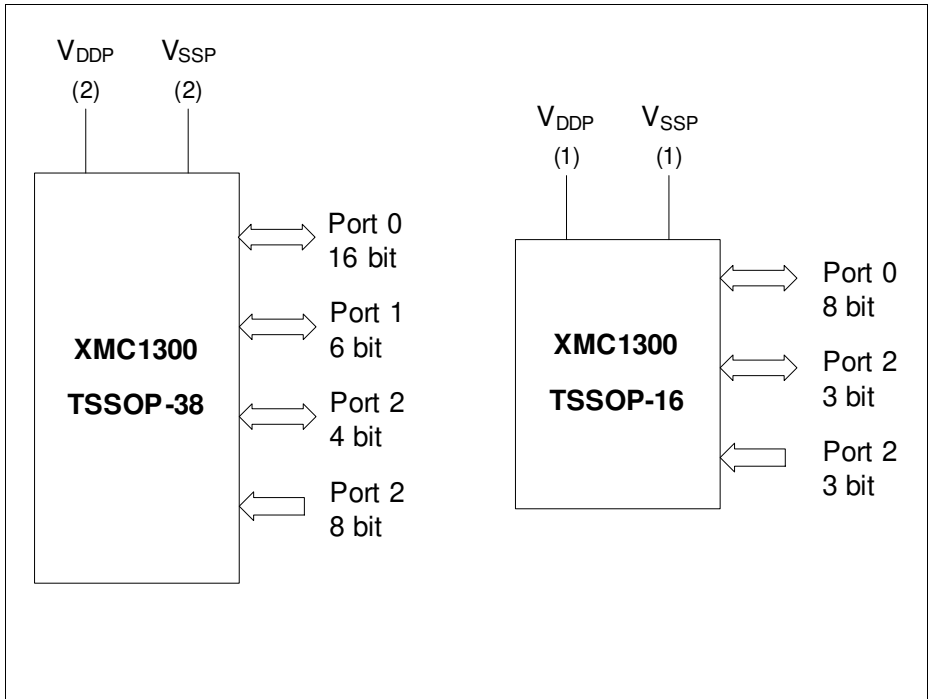 VDDP VSSP
(2) (2)
Port 0
16 bit
Port 1
6 bit
XMC1300
TSSOP-38
Port 2
4 bit
Port 2
8 bit
VDDP VSSP
(1) (1)
Port 0
8 bit
XMC1300
TSSOP-16
Port 2
3 bit
Port 2
3 bit